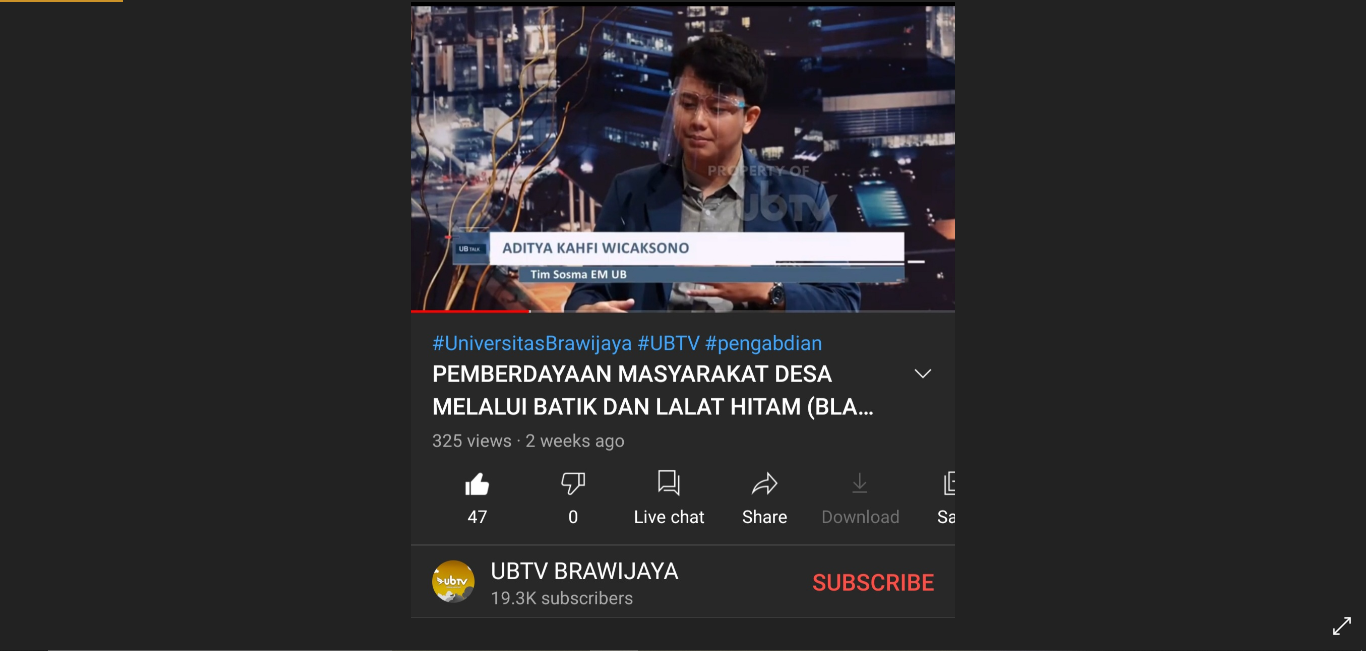 PROPERTY OF
ubTV
UB TALK
ADITYA KAHFI WICAKSONO
Tim Sosma EM UB
#UniversitasBrawijaya #UBTV #pengabdian
PEMBERDAYAAN MASYARAKAT DESA
MELALUI BATIK DAN LALAT HITAM (BLA...
325 views · 2 weeks ago
47
0
Live chat
Share
Download
Sa
ubTV
UBTV BRAWIJAYA
19.3K subscribers
SUBSCRIBE